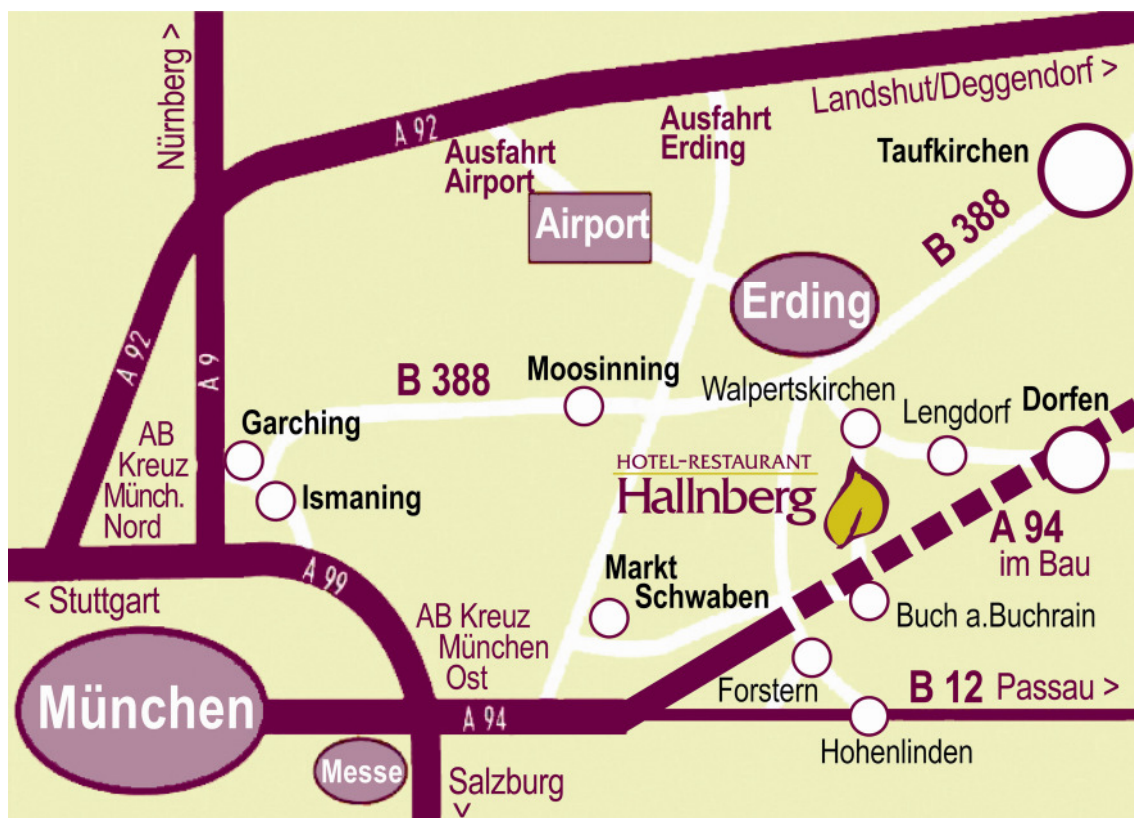 Nürnberg >
A 92
Landshut/Deggendorf >
Ausfahrt
Airport
Ausfahrt
Erding
Taufkirchen
Airport
B 388
Erding
A 92
A 9
B 388
Moosinning
Walpertskirchen
Lengdorf
Dorfen
Garching
AB
Kreuz
Münch.
Nord
Ismaning
HOTEL-RESTAURANT
Hallnberg
A 94
im Bau
A 99
Markt
Schwaben
< Stuttgart
AB Kreuz
München
Ost
Buch a.Buchrain
München
A 94
Forstern
B 12 Passau >
Hohenlinden
Messe
Salzburg
>